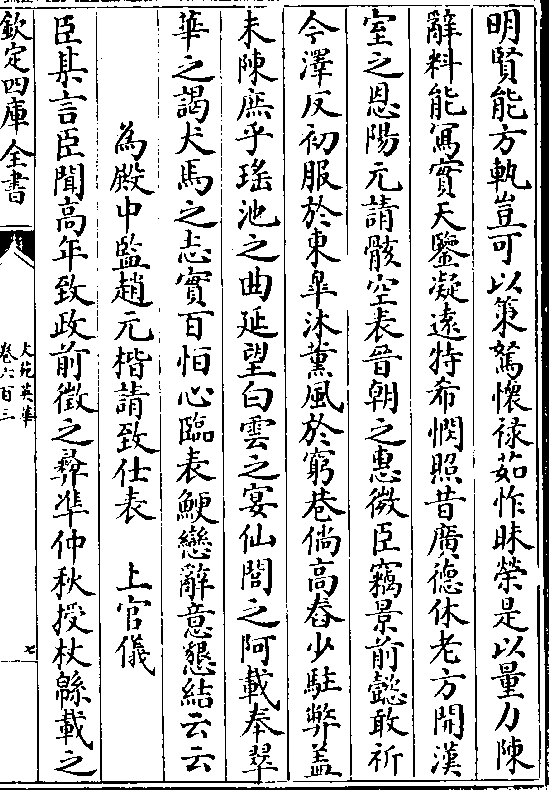 明賢能方軌豈可以策駑懷祿茹怍昧榮是以量力陳
辭料能寫實天鑒凝遠特希憫照昔廣德休老方開漢
室之恩陽元請骸空表晉朝之惠微臣竊景前懿敢祈
今澤反初服於東臯沐薰風於窮巷倘高舂少駐弊蓋
未陳庶乎瑤池之曲延望白雲之宴仙閣之阿載奉翠
華之謁犬馬之志實百恒心臨表鯁戀辭意懇結云云
為殿中監趙元楷請致仕表 上官儀
臣某言臣聞高年致政前徵之彞準仲秋授杖緜載之
欽定四庫全書
文苑英華
卷六百三
七